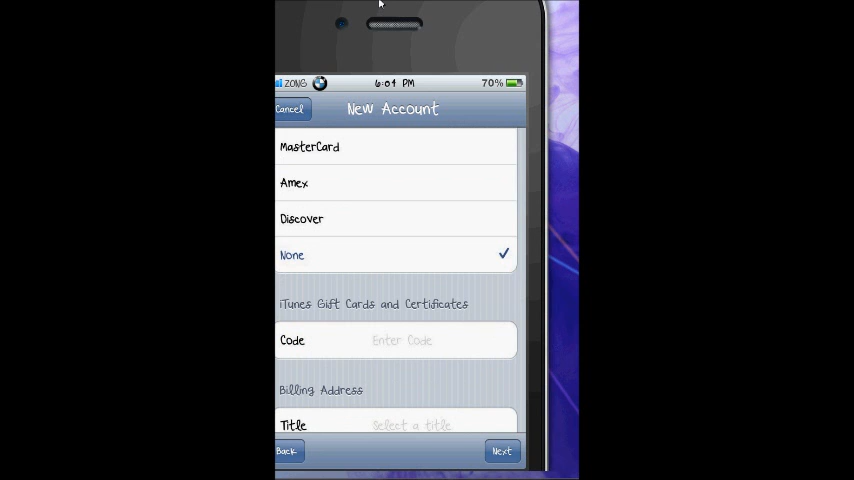 ZONG 6:04 PM 70%
Cancel New Account
MasterCard
Amex
Discover
None
iTunes Gift Cards and Certificates
Code Enter Code
Billing Address
Title Select a title
Back Next